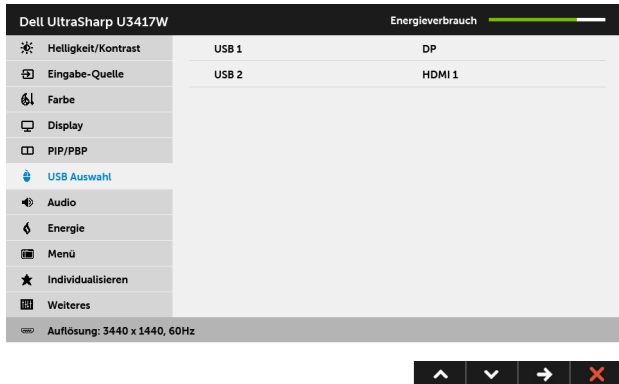 Dell UltraSharp U3417W Energieverbrauch
Helligkeit/Kontrast USB 1 DP
Eingabe-Quelle USB 2 HDMI 1
Farbe
Display
PIP/PBP
USB Auswahl
Audio
Energie
Menü
Individualisieren
Weiteres
Auflösung: 3440 x 1440, 60Hz